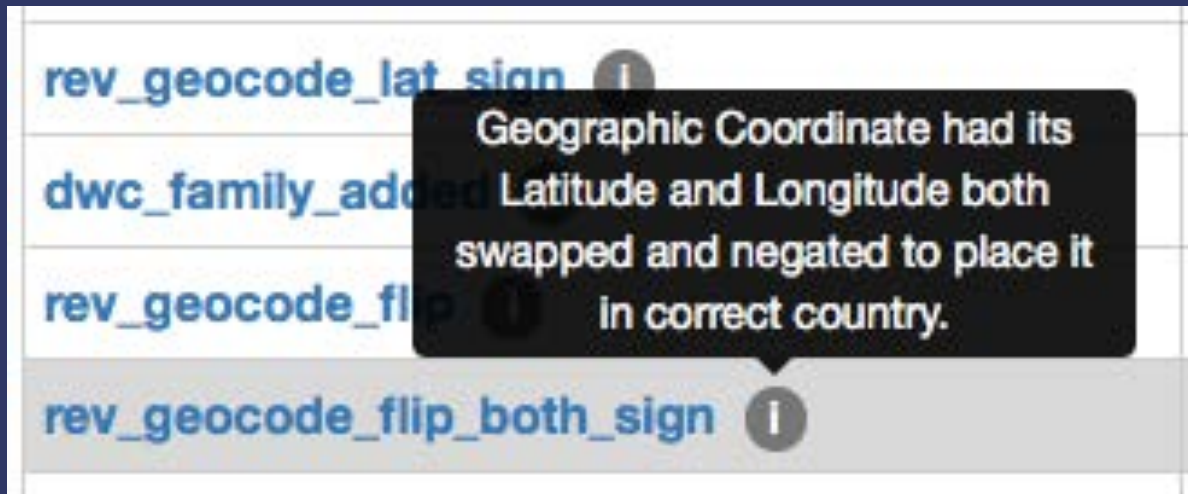 rev_geocode_lat_sign i
Geographic Coordinate had its
Latitude and Longitude both
swapped and negated to place it
in correct country.
dwc_family_added
rev_geocode_flip i
rev_geocode_flip_both_sign i